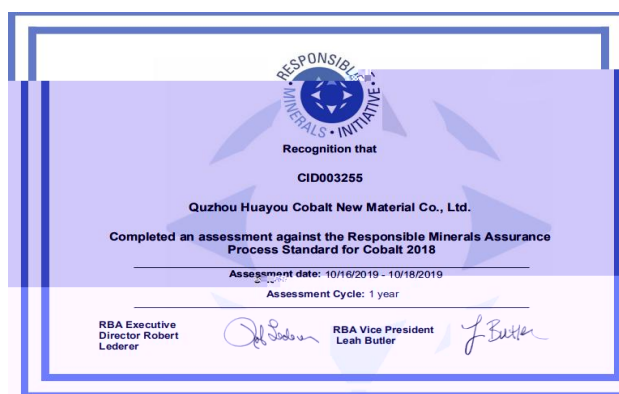 RESPONSIBLE
MINERALS • INITIATIVE •
Recognition that
CID003255
Quzhou Huayou Cobalt New Material Co., Ltd.
Completed an assessment against the Responsible Minerals Assurance
Process Standard for Cobalt 2018
Assessment date: 10/16/2019 - 10/18/2019
Assessment Cycle: 1 year
RBA Executive
Director Robert
Lederer
RBA Vice President
Leah Butler